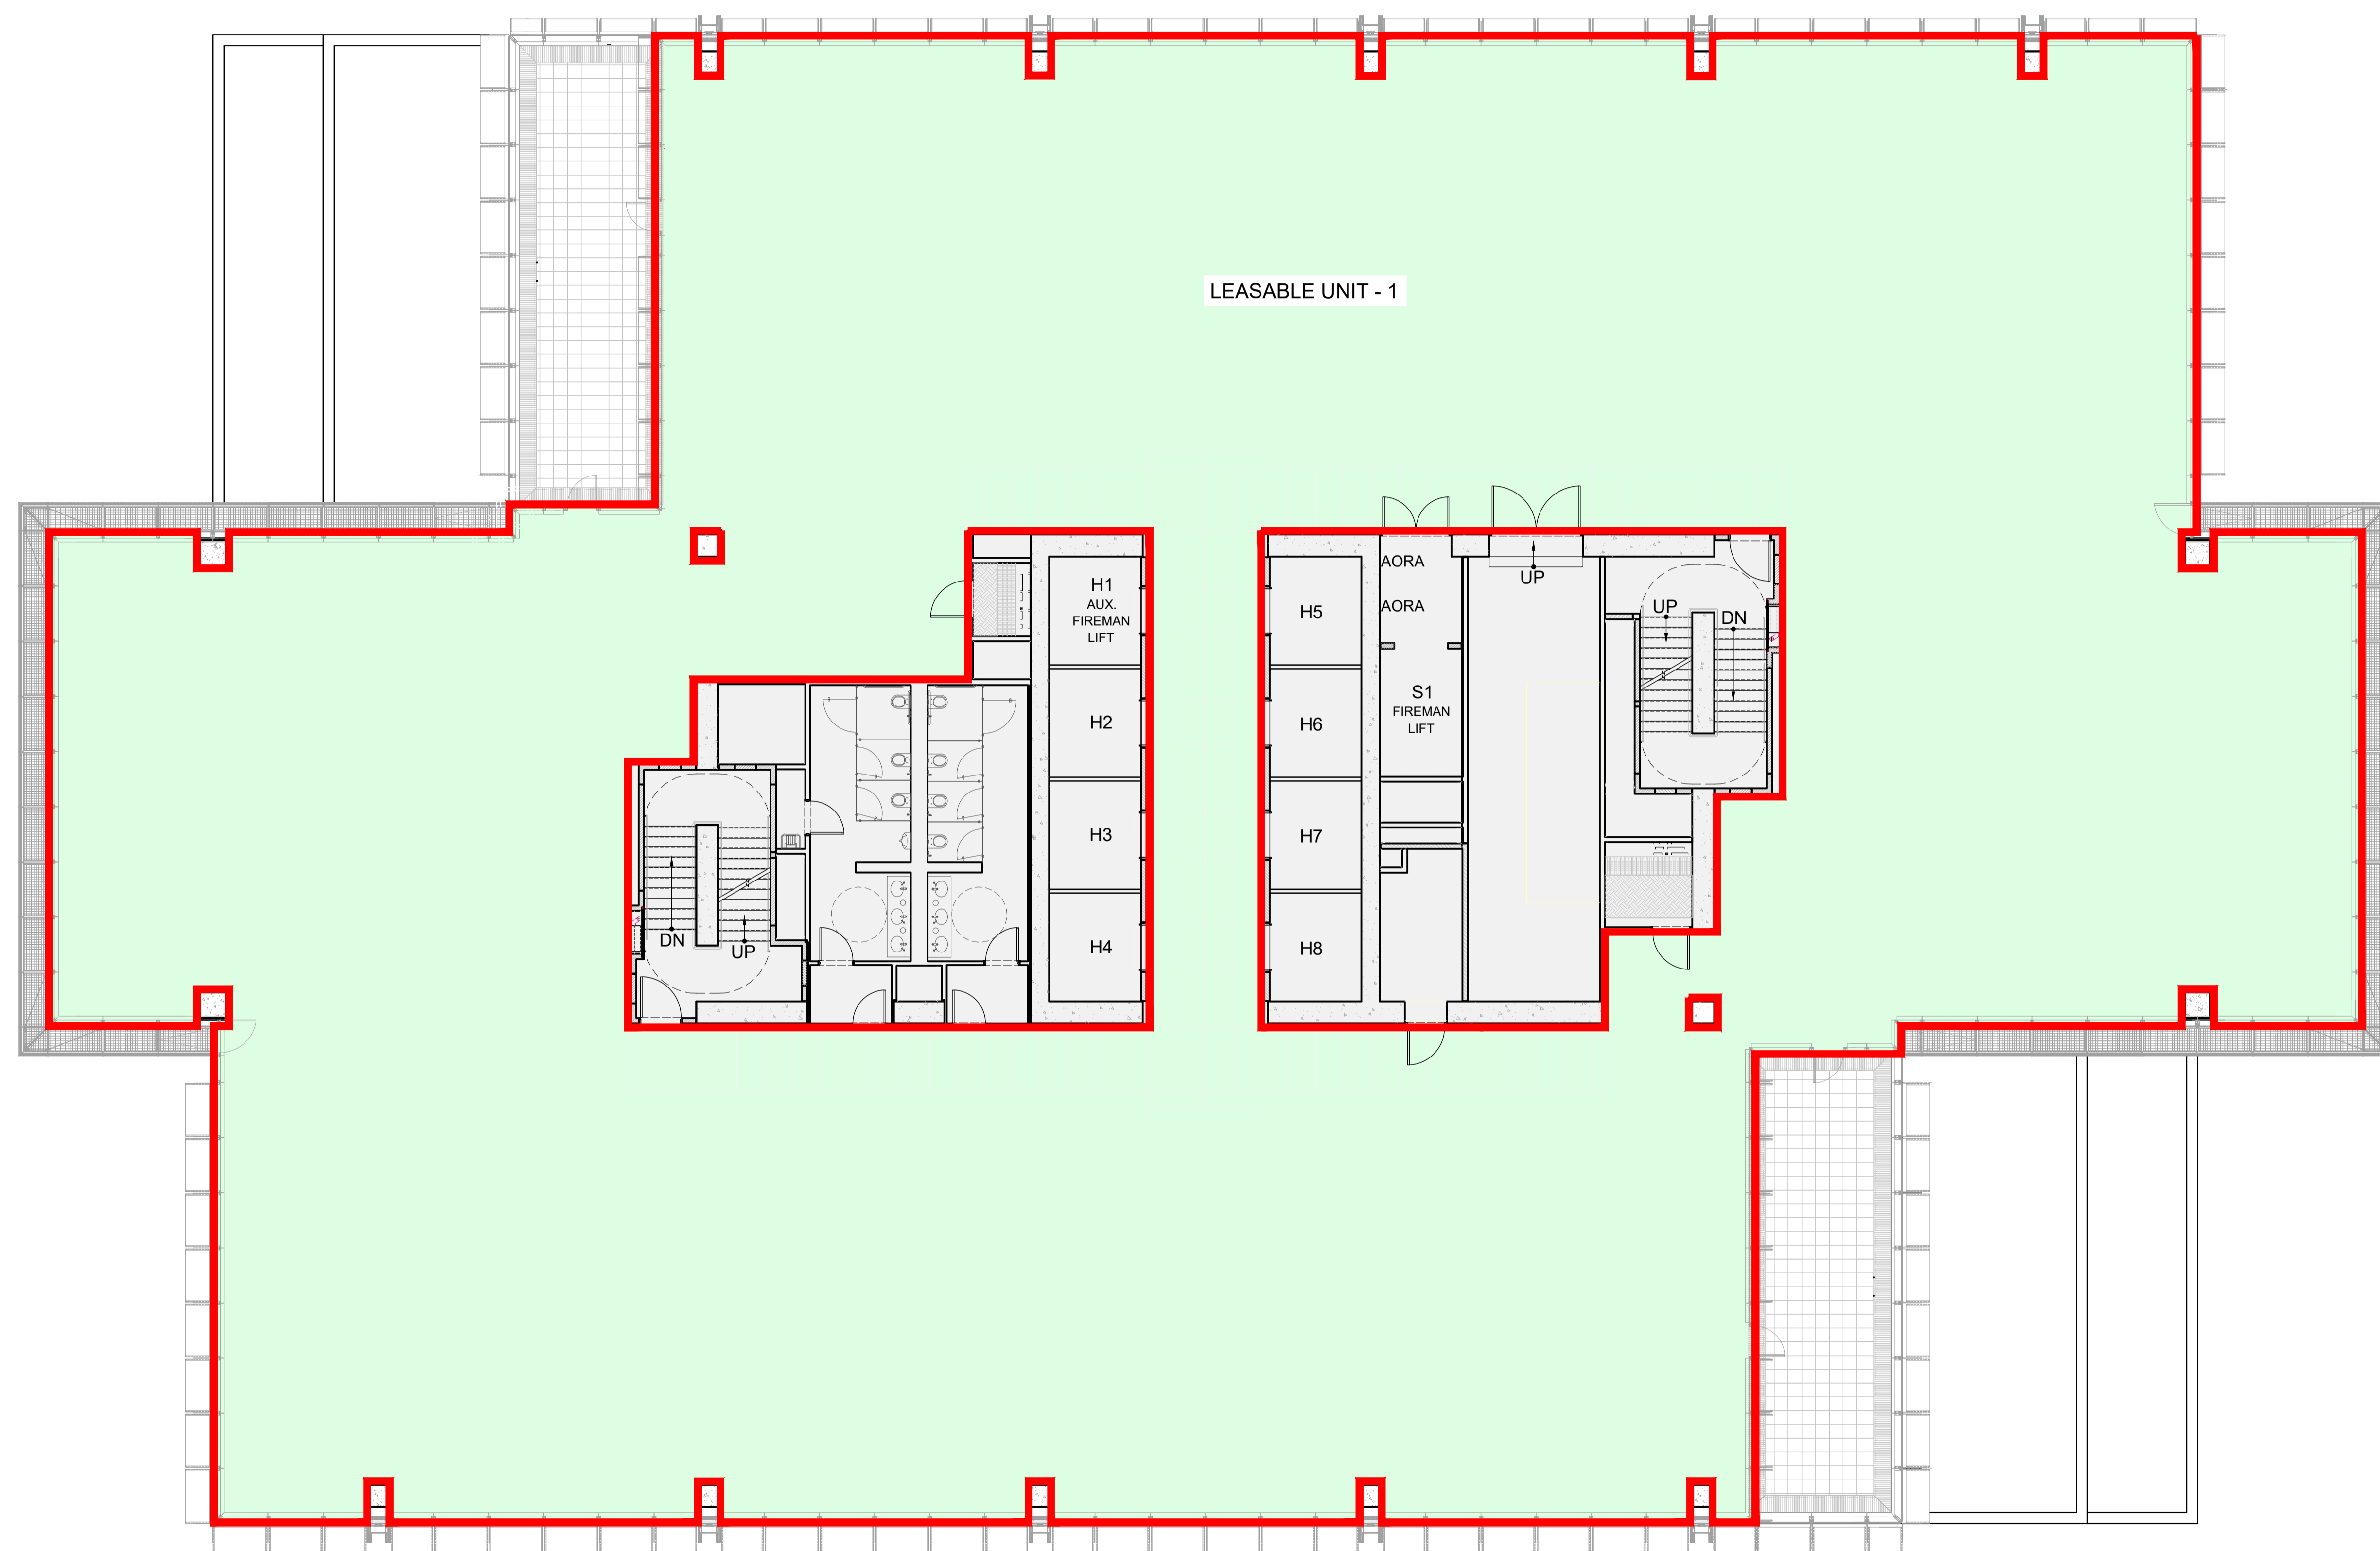 LEASABLE UNIT - 1
H1
AUX.
FIREMAN
LIFT
H2
H3
H4
DN
UP
H5
H6
H7
H8
AORA
AORA
S1
FIREMAN
LIFT
UP
UP
DN